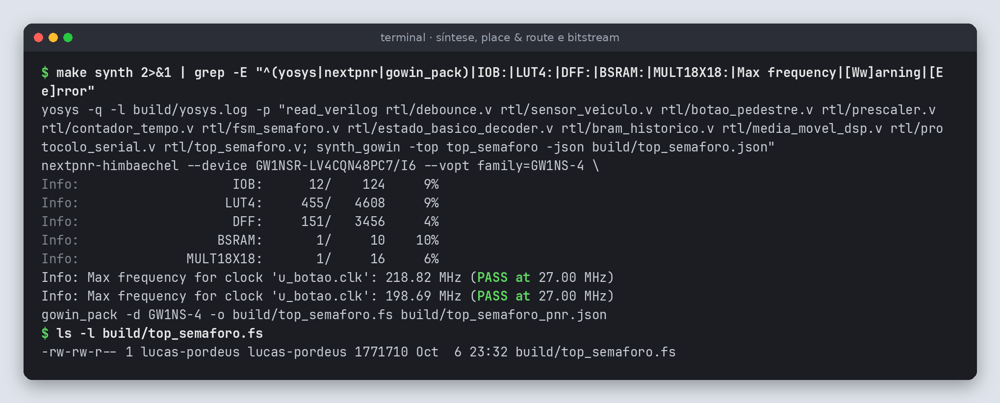 terminal · síntese, place & route e bitstream
$ make synth 2>&1 | grep -E "^(yosys|nextpnr|gowin_pack)|IOB:|LUT4:|DFF:|BSRAM:|MULT18X18:|Max frequency|[Ww]arning|[E
e]rror"
yosys -q -l build/yosys.log -p "read_verilog rtl/debounce.v rtl/sensor_veiculo.v rtl/botao_pedestre.v rtl/prescaler.v
rtl/contador_tempo.v rtl/fsm_semaforo.v rtl/estado_basico_decoder.v rtl/bram_historico.v rtl/media_movel_dsp.v rtl/pro
tocolo_serial.v rtl/top_semaforo.v; synth_gowin -top top_semaforo -json build/top_semaforo.json"
nextpnr-himbaechel --device GW1NSR-LV4CQN48PC7/I6 --vopt family=GW1NS-4 \
Info:                    IOB:      12/    124     9%
Info:                   LUT4:     455/   4608     9%
Info:                    DFF:     151/   3456     4%
Info:                  BSRAM:       1/     10    10%
Info:              MULT18X18:       1/     16     6%
Info: Max frequency for clock 'u_botao.clk': 218.82 MHz (PASS at 27.00 MHz)
Info: Max frequency for clock 'u_botao.clk': 198.69 MHz (PASS at 27.00 MHz)
gowin_pack -d GW1NS-4 -o build/top_semaforo.fs build/top_semaforo_pnr.json
$ ls -l build/top_semaforo.fs
-rw-rw-r-- 1 lucas-pordeus lucas-pordeus 1771710 Oct  6 23:32 build/top_semaforo.fs